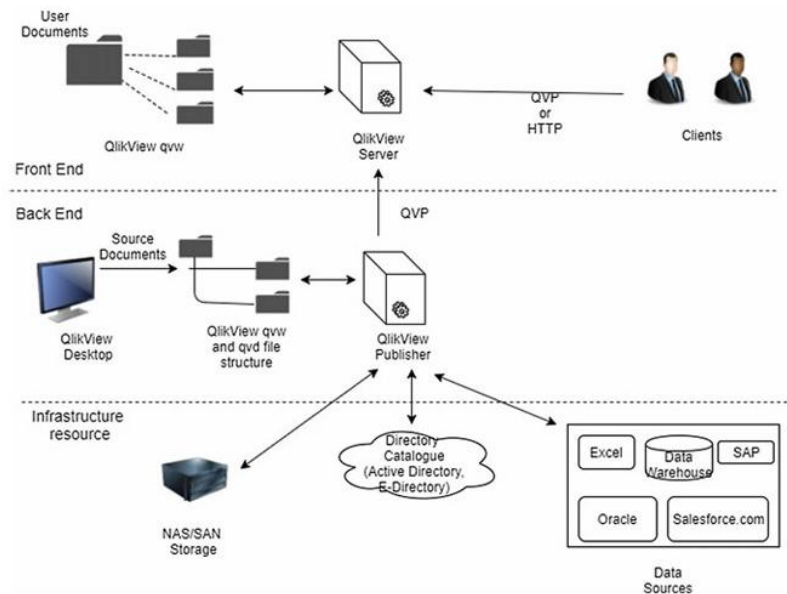 User
Documents
QlikView qvw
QlikView
Server
QVP
or
HTTP
Clients
Front End
Back End
QVP
Source
Documents
QlikView
Desktop
QlikView qvw
and qvd file
structure
QlikView
Publisher
Infrastructure
resource
NAS/SAN
Storage
Directory
Catalogue
(Active Directory,
E-Directory)
Excel
Data
Warehouse
SAP
Oracle
Salesforce.com
Data
Sources